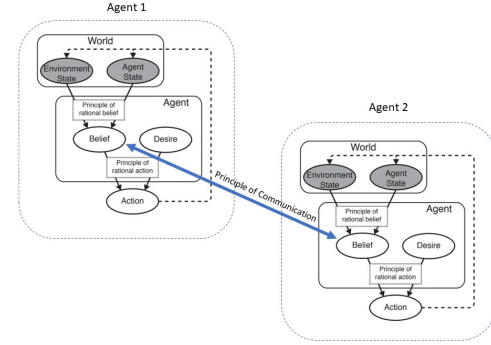 Agent 1
World
Environment
State
Agent
State
Principle of
rational belief
Agent
Belief
Desire
Principle of
rational action
Action
Principle of Communication
Agent 2
World
Environment
State
Agent
State
Principle of
rational belief
Agent
Belief
Desire
Principle of
rational action
Action